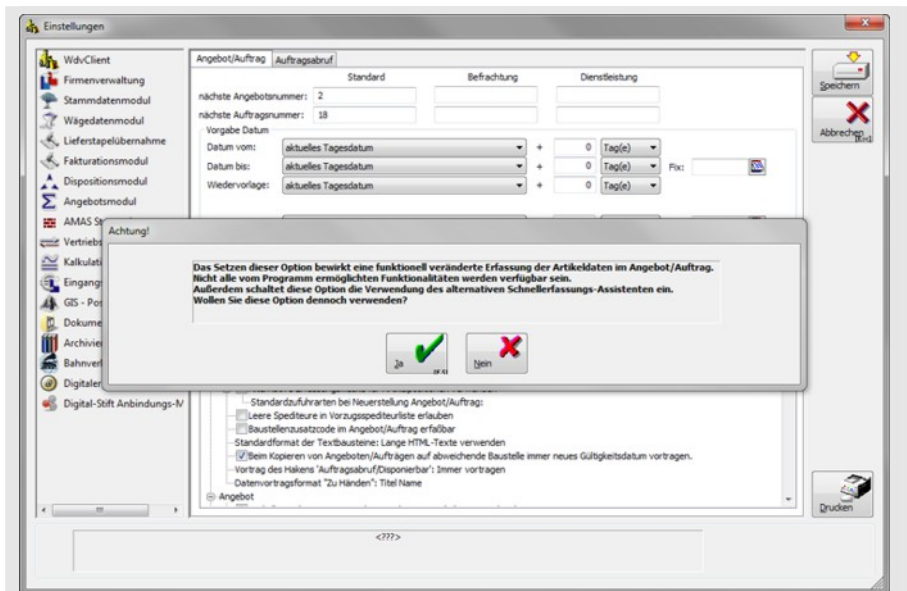 Einstellungen
WdvClient
Firmenverwaltung
Stammdatenmodul
Wägedatenmodul
Lieferstapelübernahme
Fakturationsmodul
Dispositionsmodul
Angebotsmodul
AMAS
Vertriebs
Kalkulati
Eingang
GIS - Pos
Dokume
Archivie
Bahnverl
Digitaler
Digital-Stift Anbindungs-M
Angebot/Auftrag Auftragsabruf
Standard Befrachtung Dienstleistung
nächste Angebotsnummer: 2
nächste Auftragsnummer: 18
Vorgabe Datum
Datum vom: aktuelles Tagesdatum + 0 Tag(e)
Datum bis: aktuelles Tagesdatum + 0 Tag(e) Fix:
Wiedervorlage: aktuelles Tagesdatum + 0 Tag(e)
Speichern
Abbrechen
Achtung!
Das Setzen dieser Option bewirkt eine funktionell veränderte Erfassung der Artikeldaten im Angebot/Auftrag.
Nicht alle vom Programm ermöglichten Funktionalitäten werden verfügbar sein.
Außerdem schaltet diese Option die Verwendung des alternativen Schnellerfassungs-Assistenten ein.
Wollen Sie diese Option dennoch verwenden?
Ja
Nein
Standardzufuhrarten bei Neuerstellung Angebot/Auftrag:
Leere Spediteure in Vorzugsspediteurliste erlauben
Baustellenzusatzcode im Angebot/Auftrag erfaßbar
Standardformat der Textbausteine: Lange HTML-Texte verwenden
Beim Kopieren von Angeboten/Aufträgen auf abweichende Baustelle immer neues Gültigkeitsdatum vortragen.
Vortrag des Hakens 'Auftragsabruf/Disponierbar': Immer vortragen
Datenvortragsformat "Zu Händen": Titel Name
Angebot
Drucken
<???>